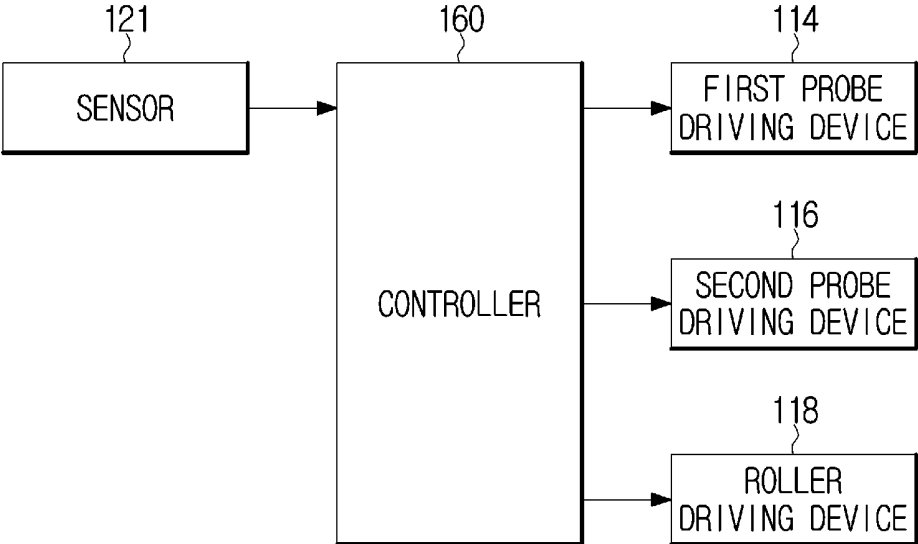 121
160
114
SENSOR
FIRST PROBE
DRIVING DEVICE
116
CONTROLLER
SECOND PROBE
DRIVING DEVICE
118
ROLLER
DRIVING DEVICE